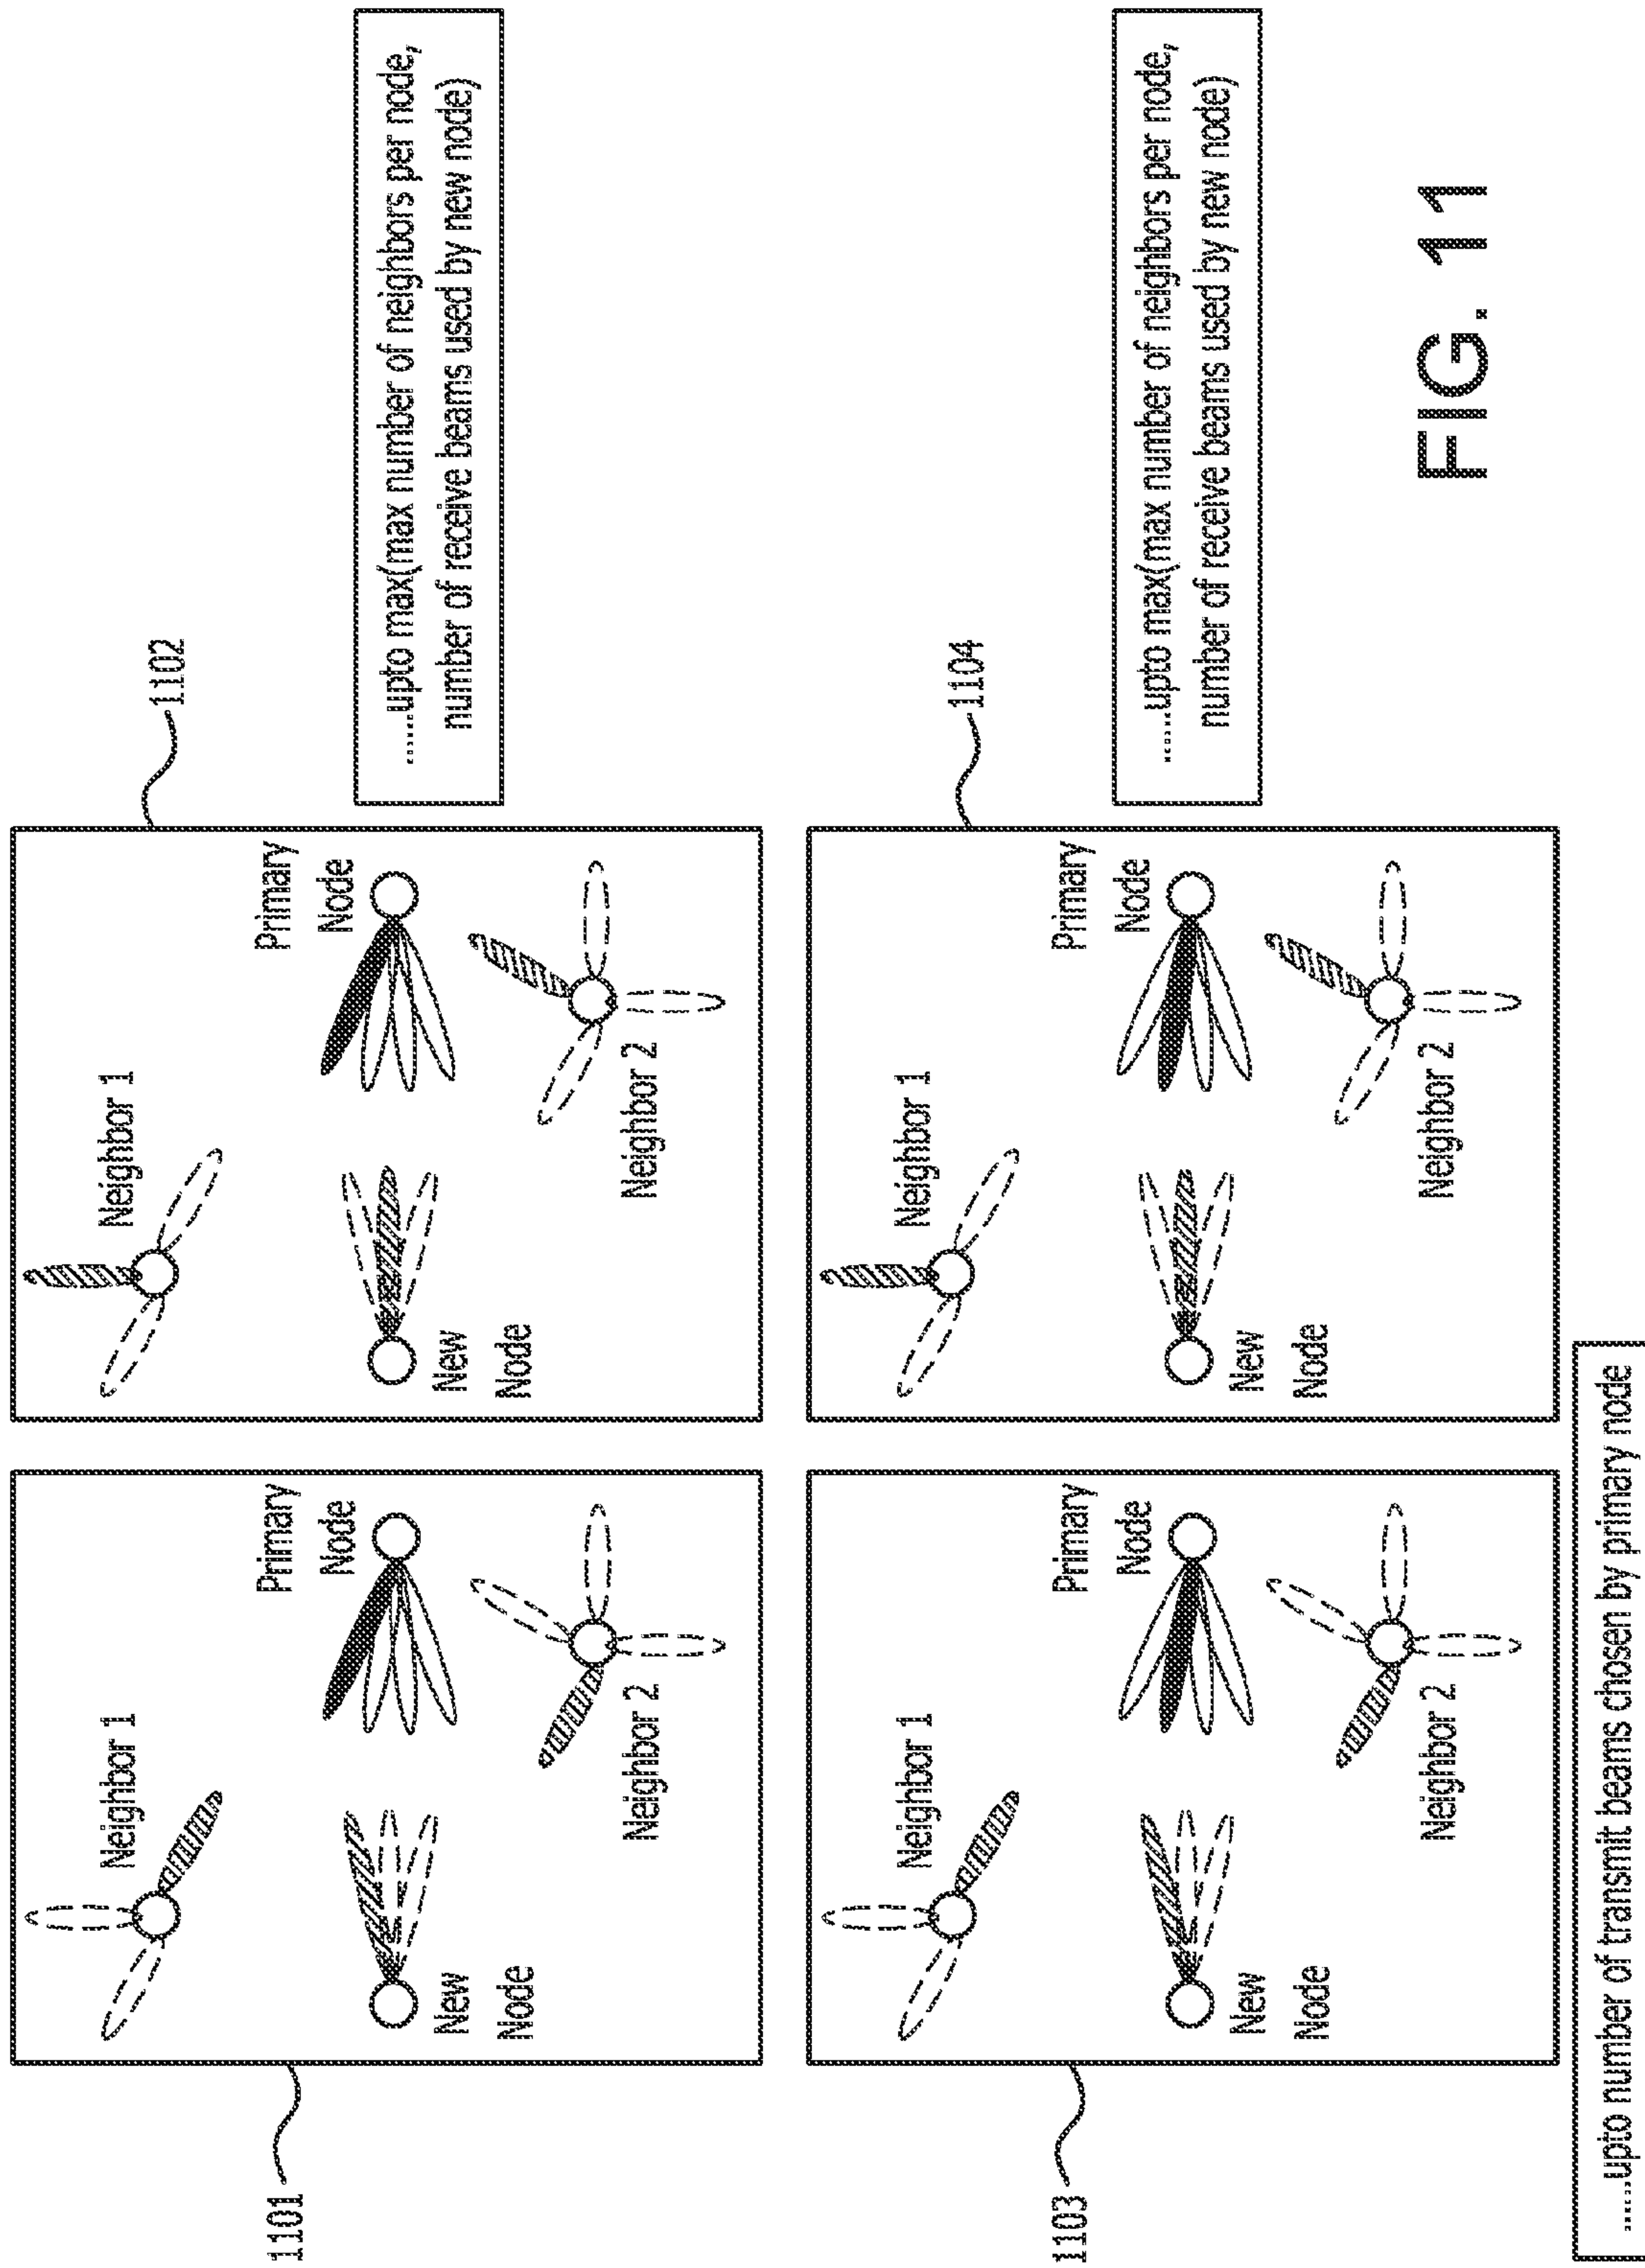 1101
Neighbor 1
Primary
Node
New
Node
Neighbor 2
1102
Neighbor 1
Primary
Node
New
Node
Neighbor 2
......upto max(max number of neighbors per node,
number of receive beams used by new node)
1103
Neighbor 1
Primary
Node
New
Node
Neighbor 2
1104
Neighbor 1
Primary
Node
New
Node
Neighbor 2
......upto max(max number of neighbors per node,
number of receive beams used by new node)
......upto number of transmit beams chosen by primary node
FIG. 11